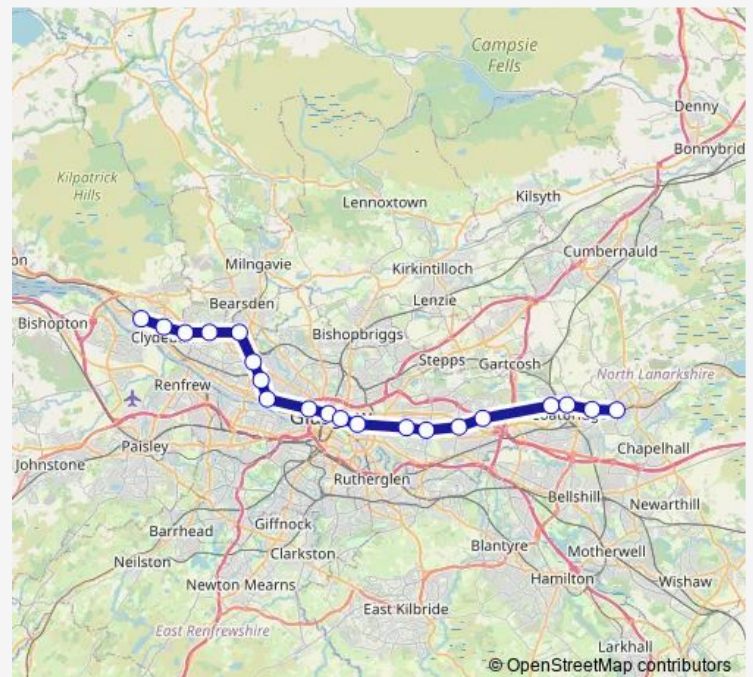 Campsie
Fells
Denny
Bonnybrid
Kilpatrick
Hills
Lennoxtown
Kilsyth
on
Milngavie
Kirkintilloch
Cumbernauld
Bearsden
Lenzie
Bishopton
Bishopbriggs
Stepps
Gartcosh
Renfrew
North Lanarkshire
Paisley
Chapelhall
Johnstone
Rutherglen
Bellshill
Newarthill
Barrhead
Giffnock
Blantyre
Motherwell
Neilston
Clarkston
Hamilton
Wishaw
Newton Mearns
East Kilbride
East Renfrewshire
Larkhall
© OpenStreetMap contributors